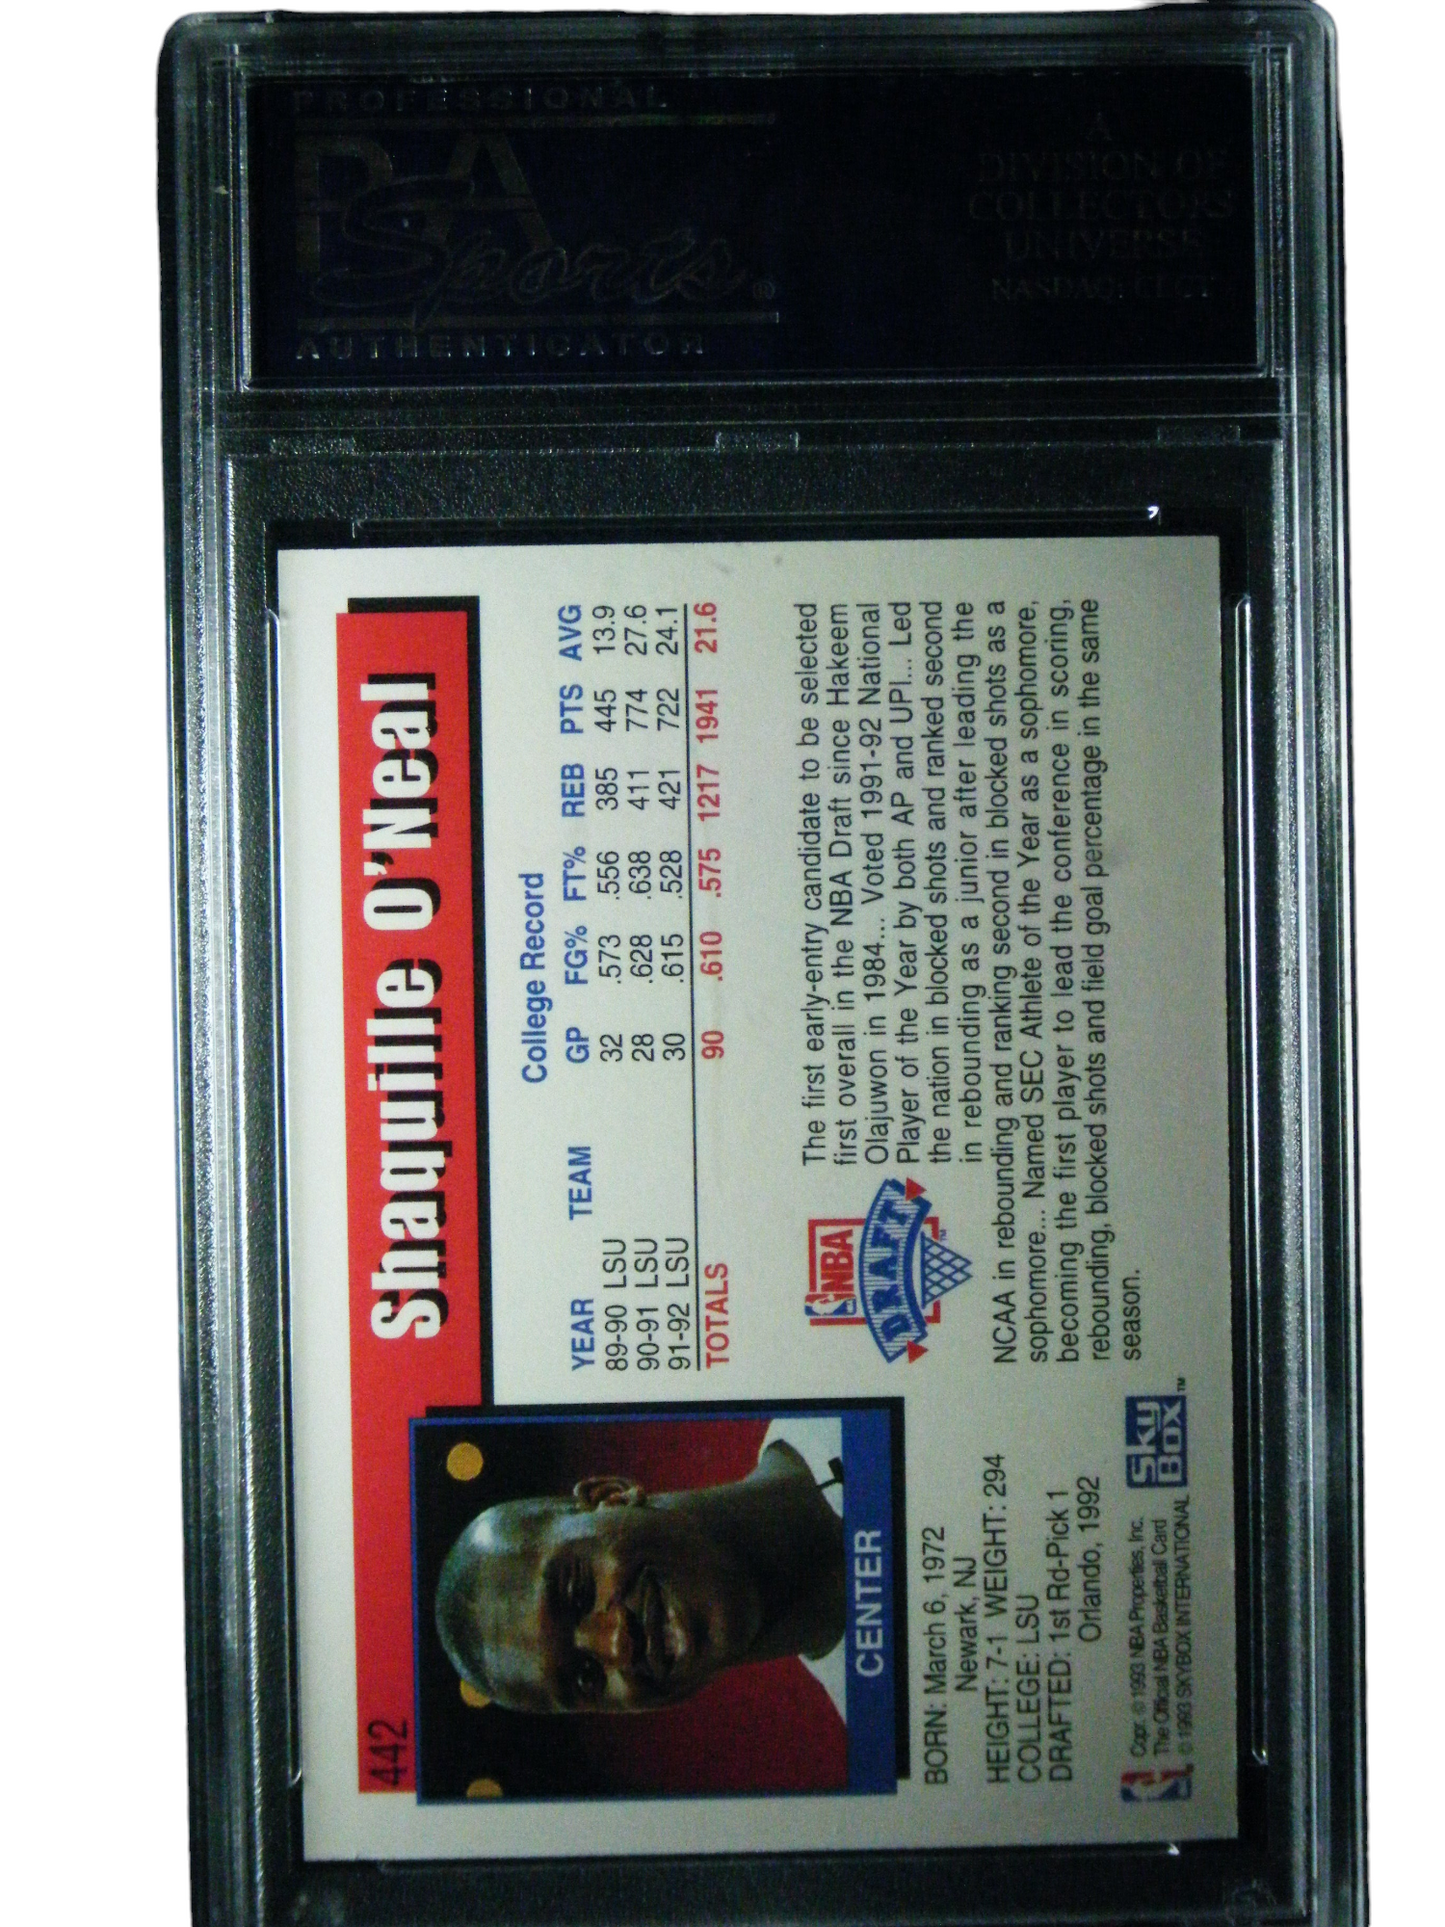 PROFESSIONAL
PSA
Sports®
AUTHENTICATOR
A
DIVISION OF
COLLECTORS
UNIVERSE
NASDAQ: CLCT
442
Shaquille O'Neal
CENTER
BORN: March 6, 1972
Newark, NJ
HEIGHT: 7-1 WEIGHT: 294
COLLEGE: LSU
DRAFTED: 1st Rd-Pick 1
Orlando, 1992
College Record
YEAR TEAM GP FG% FT% REB PTS AVG
89-90 LSU 32 .573 .556 385 445 13.9
90-91 LSU 28 .628 .638 411 774 27.6
91-92 LSU 30 .615 .528 421 722 24.1
TOTALS 90 .610 .575 1217 1941 21.6
NBA
DRAFT™
The first early-entry candidate to be selected
first overall in the NBA Draft since Hakeem
Olajuwon in 1984... Voted 1991-92 National
Player of the Year by both AP and UPI... Led
the nation in blocked shots and ranked second
in rebounding as a junior after leading the
NCAA in rebounding and ranking second in blocked shots as a
sophomore... Named SEC Athlete of the Year as a sophomore,
becoming the first player to lead the conference in scoring,
rebounding, blocked shots and field goal percentage in the same
season.
Copr. © 1993 NBA Properties, Inc.
The Official NBA Basketball Card
© 1993 SKYBOX INTERNATIONAL
Sky
BOX™